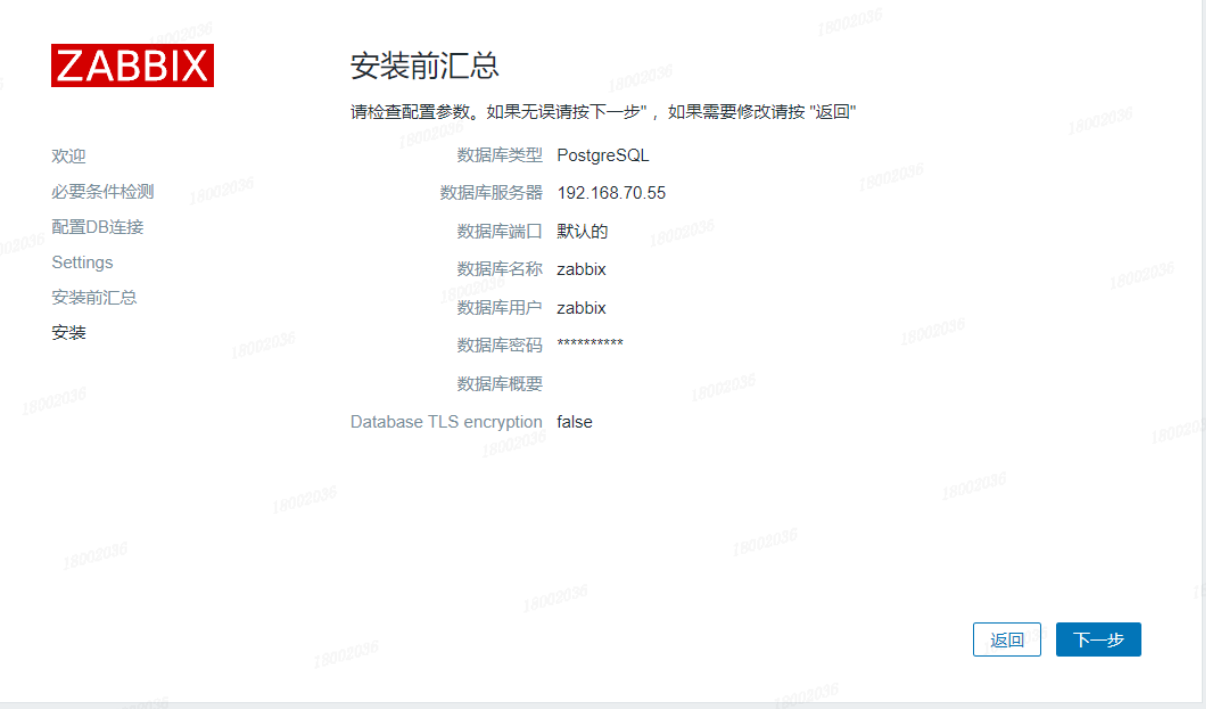 ZABBIX
安装前汇总
请检查配置参数。如果无误请按下一步"，如果需要修改请按 "返回"
欢迎
必要条件检测
配置DB连接
Settings
安装前汇总
安装
数据库类型 PostgreSQL
数据库服务器 192.168.70.55
数据库端口 默认的
数据库名称 zabbix
数据库用户 zabbix
数据库密码 **********
数据库概要
Database TLS encryption false
返回 下一步
18002036